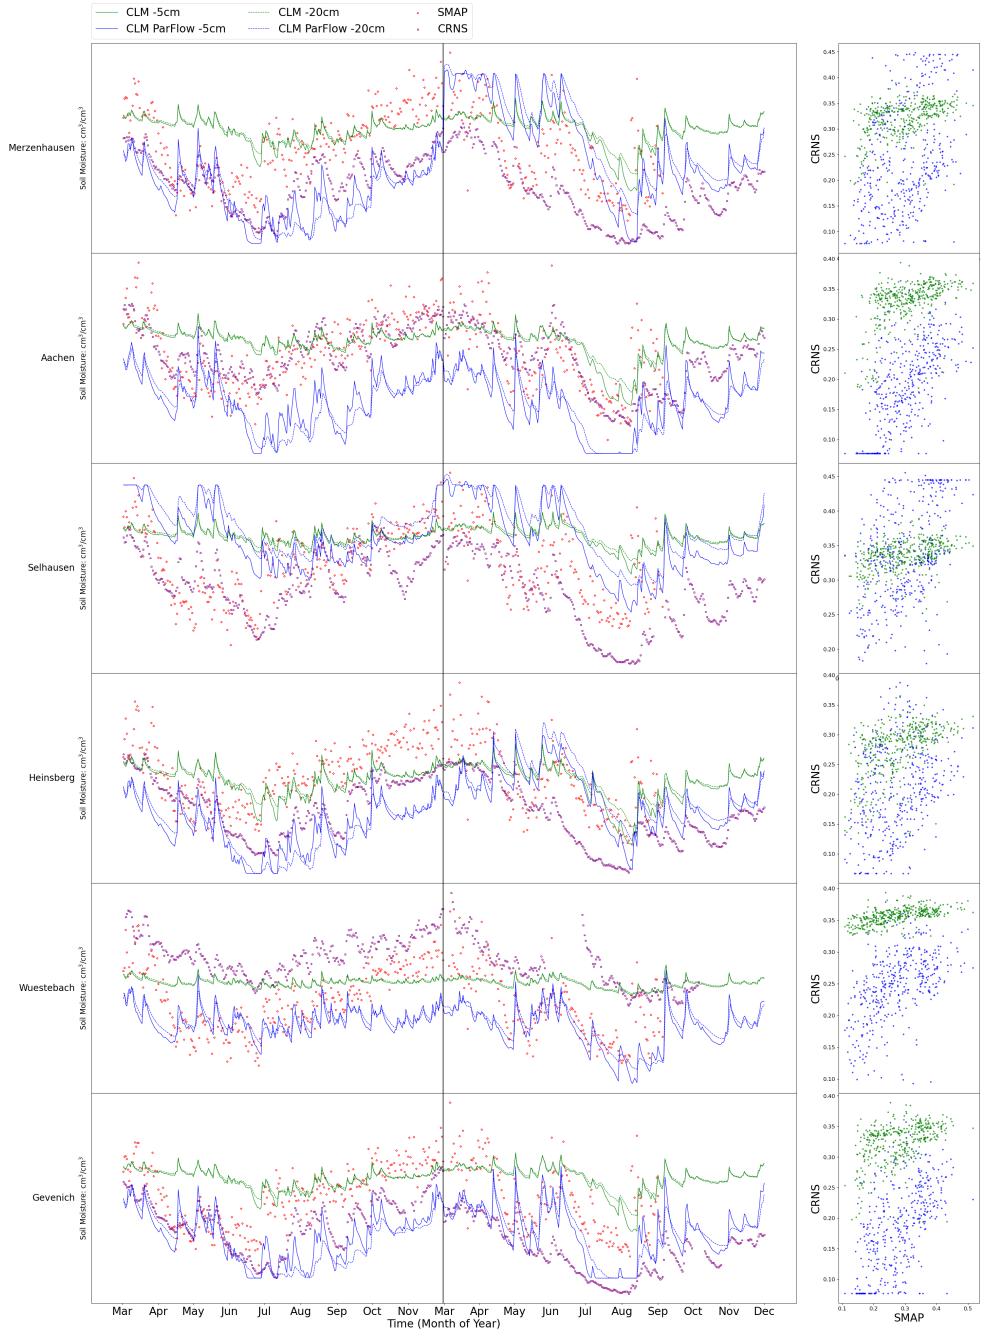 CLM -5cm CLM -20cm SMAP
CLM ParFlow -5cm CLM ParFlow -20cm CRNS
Merzenhausen
Soil Moisture: cm³/cm³
CRNS
0.45
0.40
0.35
0.30
0.25
0.20
0.15
0.10
Aachen
Soil Moisture: cm³/cm³
CRNS
0.40
0.35
0.30
0.25
0.20
0.15
0.10
Selhausen
Soil Moisture: cm³/cm³
CRNS
0.45
0.40
0.35
0.30
0.25
0.20
Heinsberg
Soil Moisture: cm³/cm³
CRNS
0.40
0.35
0.30
0.25
0.20
0.15
0.10
Wuestebach
Soil Moisture: cm³/cm³
CRNS
0.40
0.35
0.30
0.25
0.20
0.15
0.10
Gevenich
Soil Moisture: cm³/cm³
CRNS
0.40
0.35
0.30
0.25
0.20
0.15
0.10
Mar Apr May Jun Jul Aug Sep Oct Nov Mar Apr May Jun Jul Aug Sep Oct Nov Dec
0.1 0.2 0.3 0.4 0.5
Time (Month of Year)
SMAP